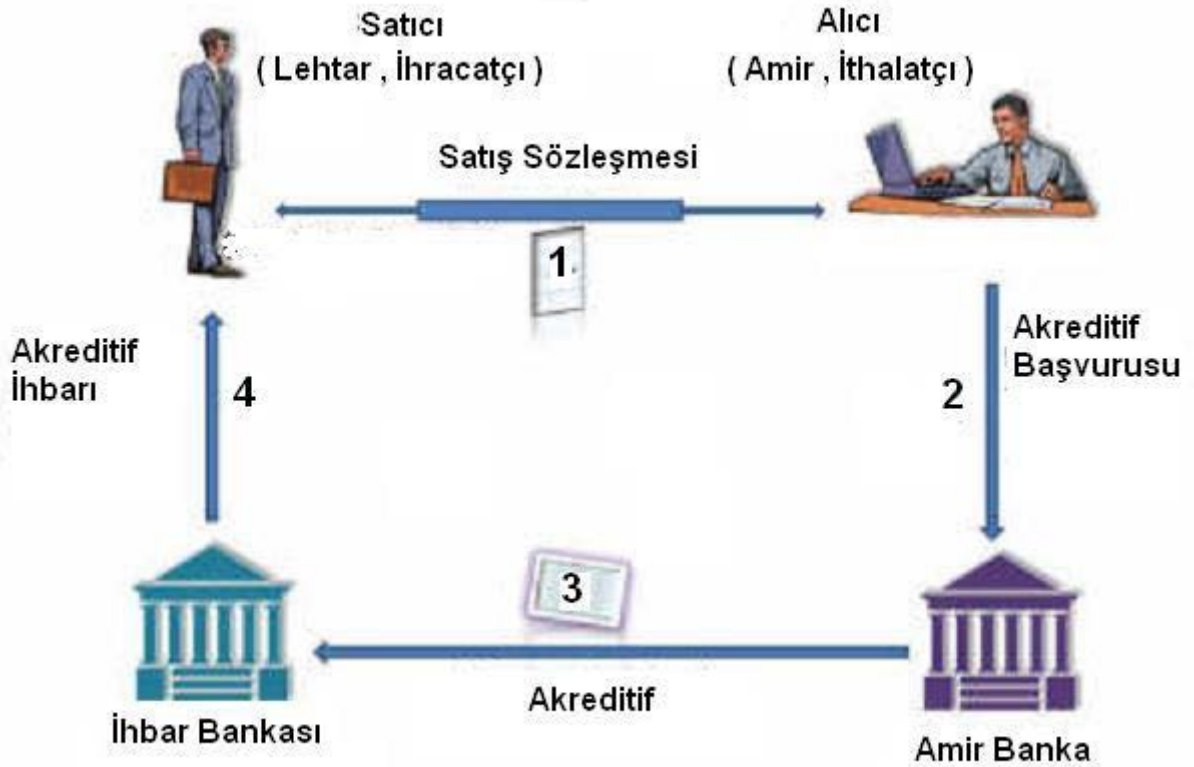 Satıcı
( Lehtar , İhracatçı )
Alıcı
( Amir , İthalatçı )
Satış Sözleşmesi
1
Akreditif
İhbarı
4
2
Akreditif
Başvurusu
3
Akreditif
İhbar Bankası
Amir Banka